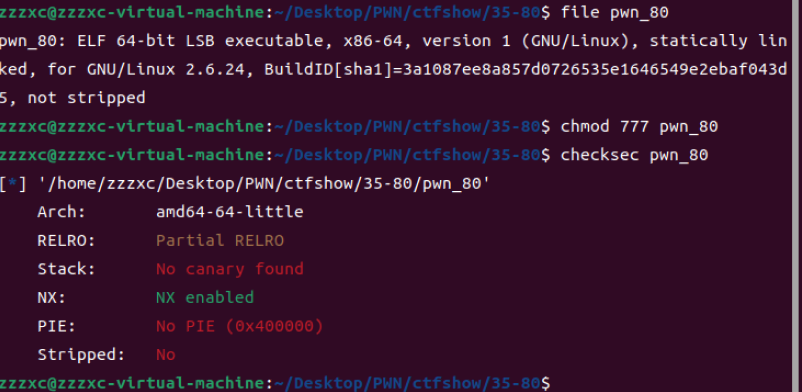 zzzxc@zzzxc-virtual-machine:~/Desktop/PWN/ctfshow/35-80$ file pwn_80
pwn_80: ELF 64-bit LSB executable, x86-64, version 1 (GNU/Linux), statically lin
ked, for GNU/Linux 2.6.24, BuildID[sha1]=3a1087ee8a857d0726535e1646549e2ebaf043d
5, not stripped
zzzxc@zzzxc-virtual-machine:~/Desktop/PWN/ctfshow/35-80$ chmod 777 pwn_80
zzzxc@zzzxc-virtual-machine:~/Desktop/PWN/ctfshow/35-80$ checksec pwn_80
[*] '/home/zzzxc/Desktop/PWN/ctfshow/35-80/pwn_80'
Arch: amd64-64-little
RELRO: Partial RELRO
Stack: No canary found
NX: NX enabled
PIE: No PIE (0x400000)
Stripped: No
zzzxc@zzzxc-virtual-machine:~/Desktop/PWN/ctfshow/35-80$